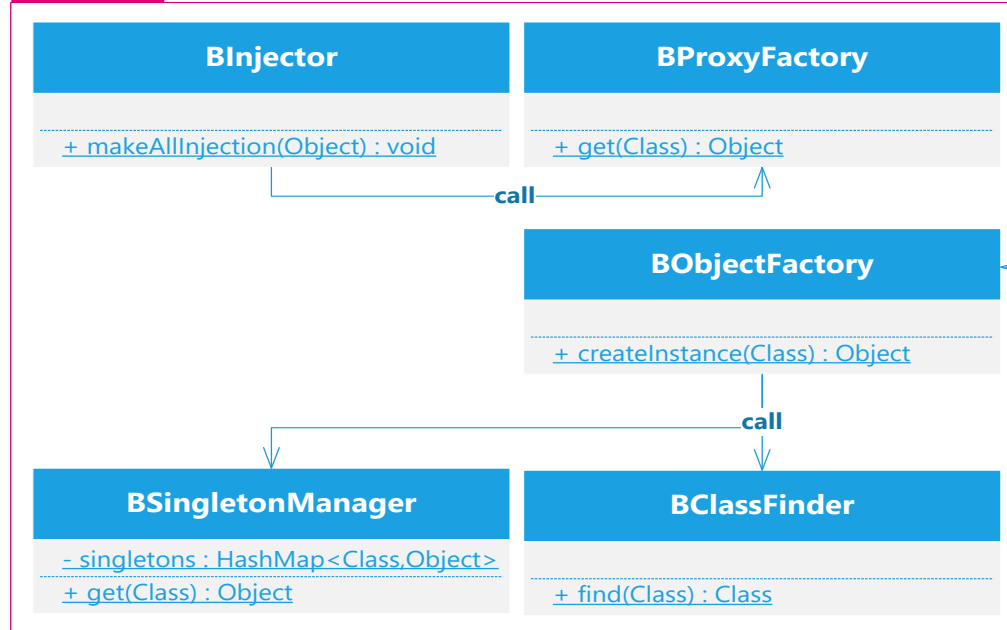 BInjector
+ makeAllInjection(Object) : void
BProxyFactory
+ get(Class) : Object
call
BObjectFactory
+ createInstance(Class) : Object
call
BSingletonManager
- singletons : HashMap<Class,Object>
+ get(Class) : Object
BClassFinder
+ find(Class) : Class